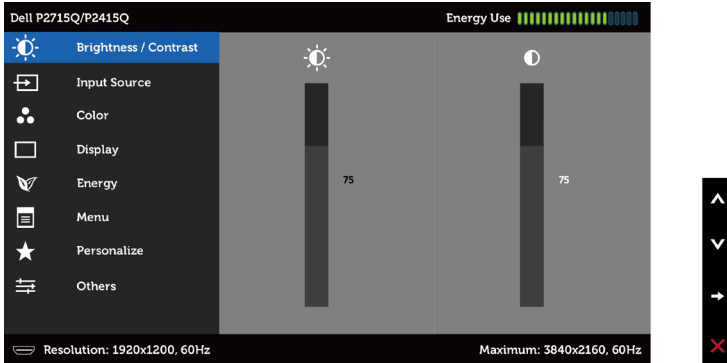 Dell P2715Q/P2415Q Energy Use
Brightness / Contrast
Input Source
Color
Display
Energy
75 75
Menu
Personalize
Others
Resolution: 1920x1200, 60Hz Maximum: 3840x2160, 60Hz